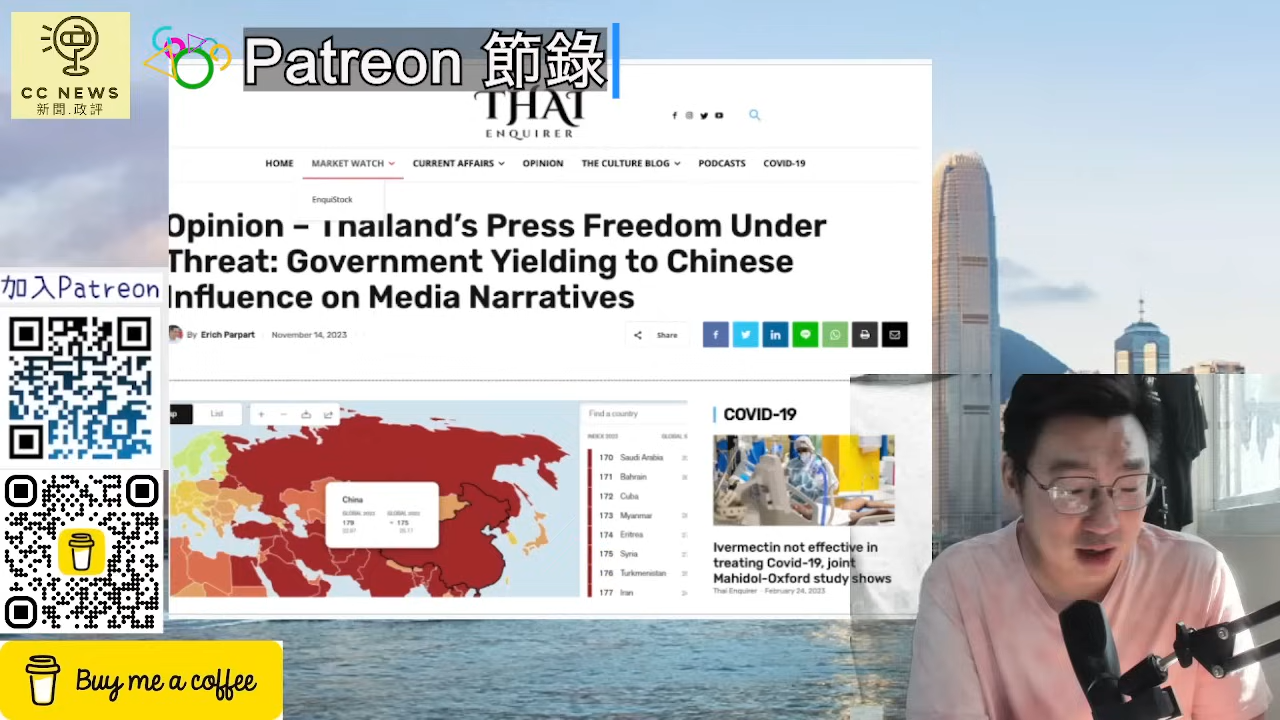 CC NEWS
新聞.政評
Patreon 節錄
THAI
ENQUIRER
HOME MARKET WATCH CURRENT AFFAIRS OPINION THE CULTURE BLOG PODCASTS COVID-19
EnquiStock
Opinion – Thailand's Press Freedom Under
Threat: Government Yielding to Chinese
Influence on Media Narratives
By Erich Parpart November 14, 2023
Share
加入Patreon
List
Find a country
INDEX 2023 GLOBAL S
170 Saudi Arabia
171 Bahrain
172 Cuba
173 Myanmar
174 Eritrea
175 Syria
176 Turkmenistan
177 Iran
China
179 175
COVID-19
Ivermectin not effective in
treating Covid-19, joint
Mahidol-Oxford study shows
Thai Enquirer - February 24, 2023
Buy me a coffee